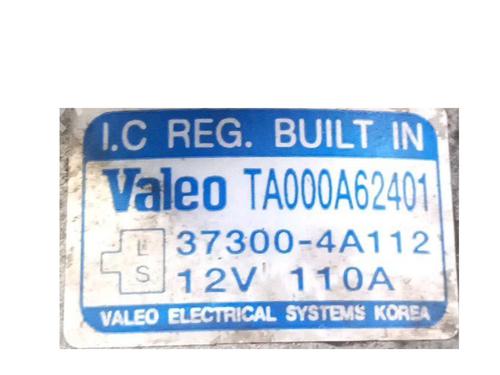 I.C REG. BUILT IN
Valeo TA000A62401
L 37300-4A112
S 12V 110A
VALEO ELECTRICAL SYSTEMS KOREA